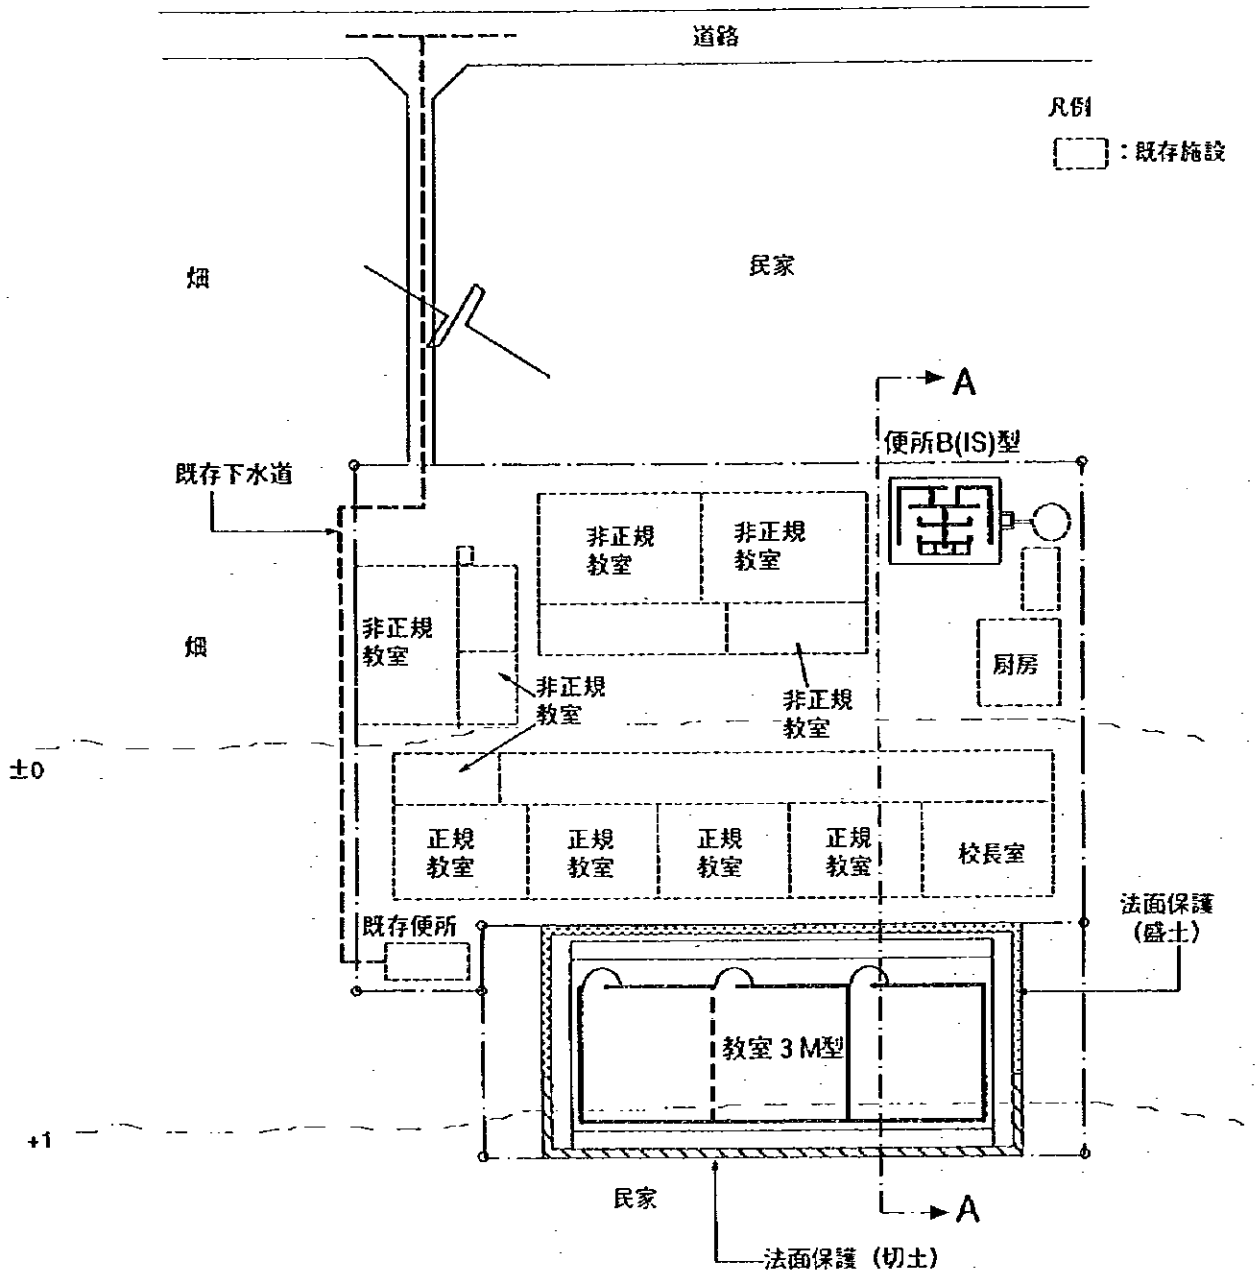 道路
凡例
：既存施設
畑
民家
A
便所B(IS)型
既存下水道
非正規
教室
非正規
教室
非正規
教室
畑
厨房
非正規
教室
非正規
教室
±0
正規
教室
正規
教室
正規
教室
正規
教室
校長室
法面保護
(盛土)
既存便所
教室 3 M型
+1
民家
A
法面保護 (切土)